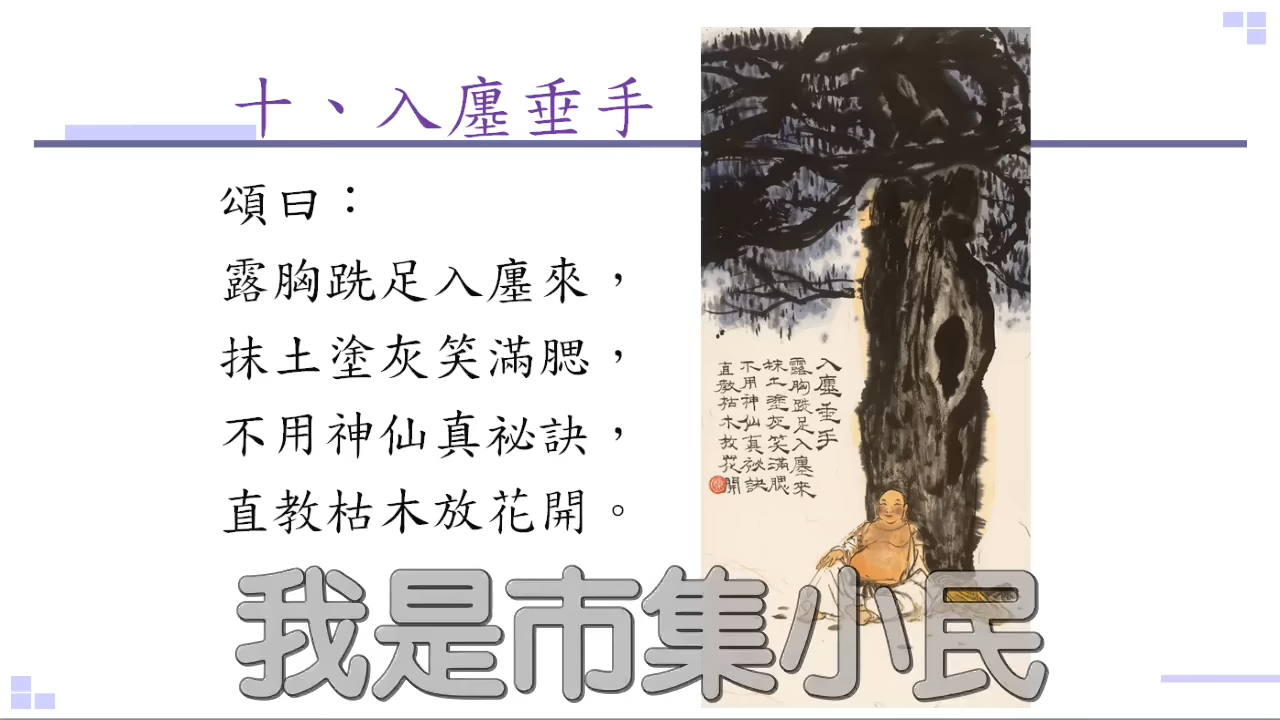 十、入廛垂手
頌曰：
露胸跣足入廛來，
抹土塗灰笑滿腮，
不用神仙真祕訣，
直教枯木放花開。
入廛垂手
露胸跣足入廛來
抹土塗灰笑滿腮
不用神仙真祕訣
直教枯木放花開
我是市集小民